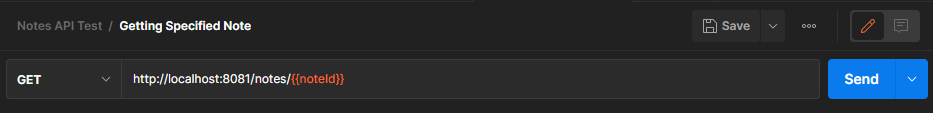 Notes API Test / Getting Specified Note
Save
GET
http://localhost:8081/notes/{{noteId}}
Send